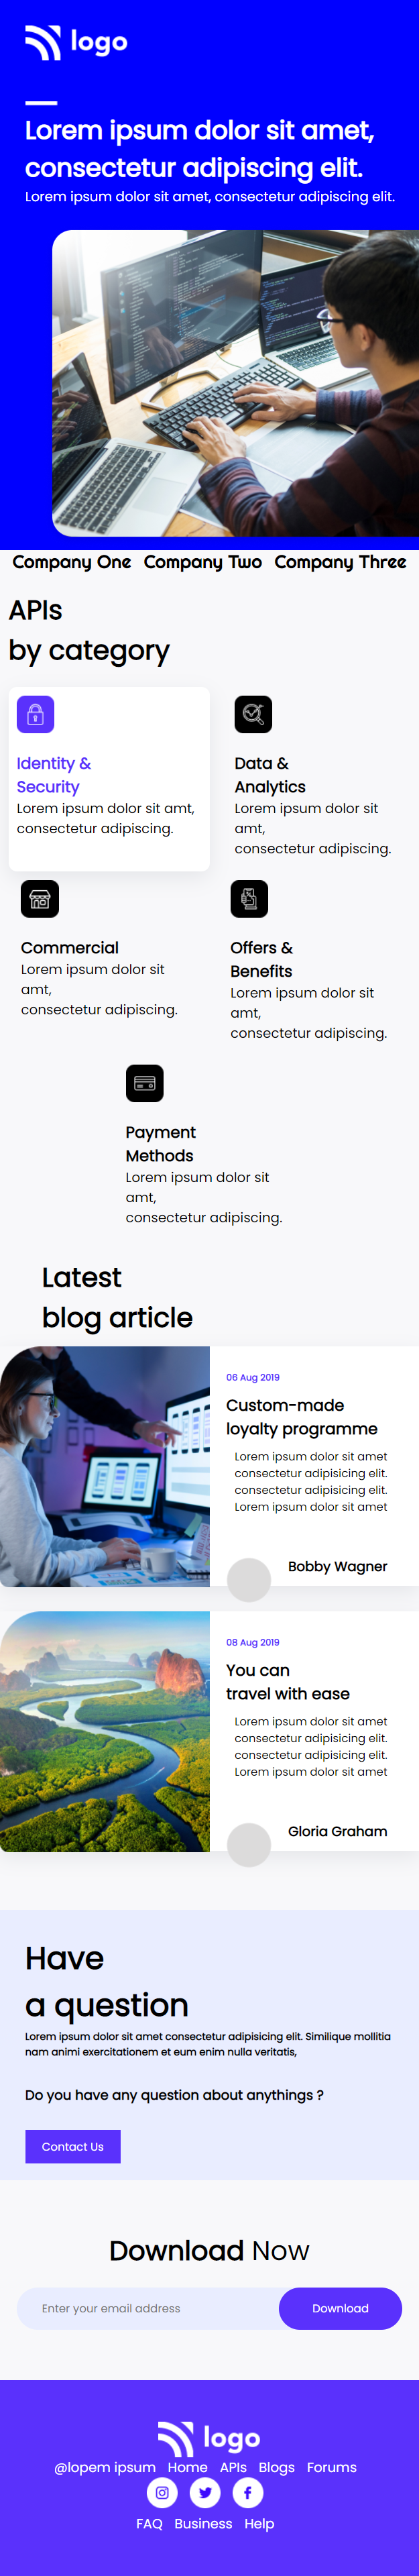 logo
Lorem ipsum dolor sit amet,
consectetur adipiscing elit.
Lorem ipsum dolor sit amet, consectetur adipiscing elit.
Company One Company Two Company Three
APIs
by category
Identity &
Security
Lorem ipsum dolor sit amt,
consectetur adipiscing.
Data &
Analytics
Lorem ipsum dolor sit
amt,
consectetur adipiscing.
Commercial
Lorem ipsum dolor sit
amt,
consectetur adipiscing.
Offers &
Benefits
Lorem ipsum dolor sit
amt,
consectetur adipiscing.
Payment
Methods
Lorem ipsum dolor sit
amt,
consectetur adipiscing.
Latest
blog article
06 Aug 2019
Custom-made
loyalty programme
Lorem ipsum dolor sit amet
consectetur adipisicing elit.
consectetur adipisicing elit.
Lorem ipsum dolor sit amet
Bobby Wagner
08 Aug 2019
You can
travel with ease
Lorem ipsum dolor sit amet
consectetur adipisicing elit.
consectetur adipisicing elit.
Lorem ipsum dolor sit amet
Gloria Graham
Have
a question
Lorem ipsum dolor sit amet consectetur adipisicing elit. Similique mollitia
nam animi exercitationem et eum enim nulla veritatis,
Do you have any question about anythings ?
Contact Us
Download Now
Enter your email address
Download
logo
@lopem ipsum Home APIs Blogs Forums
FAQ Business Help